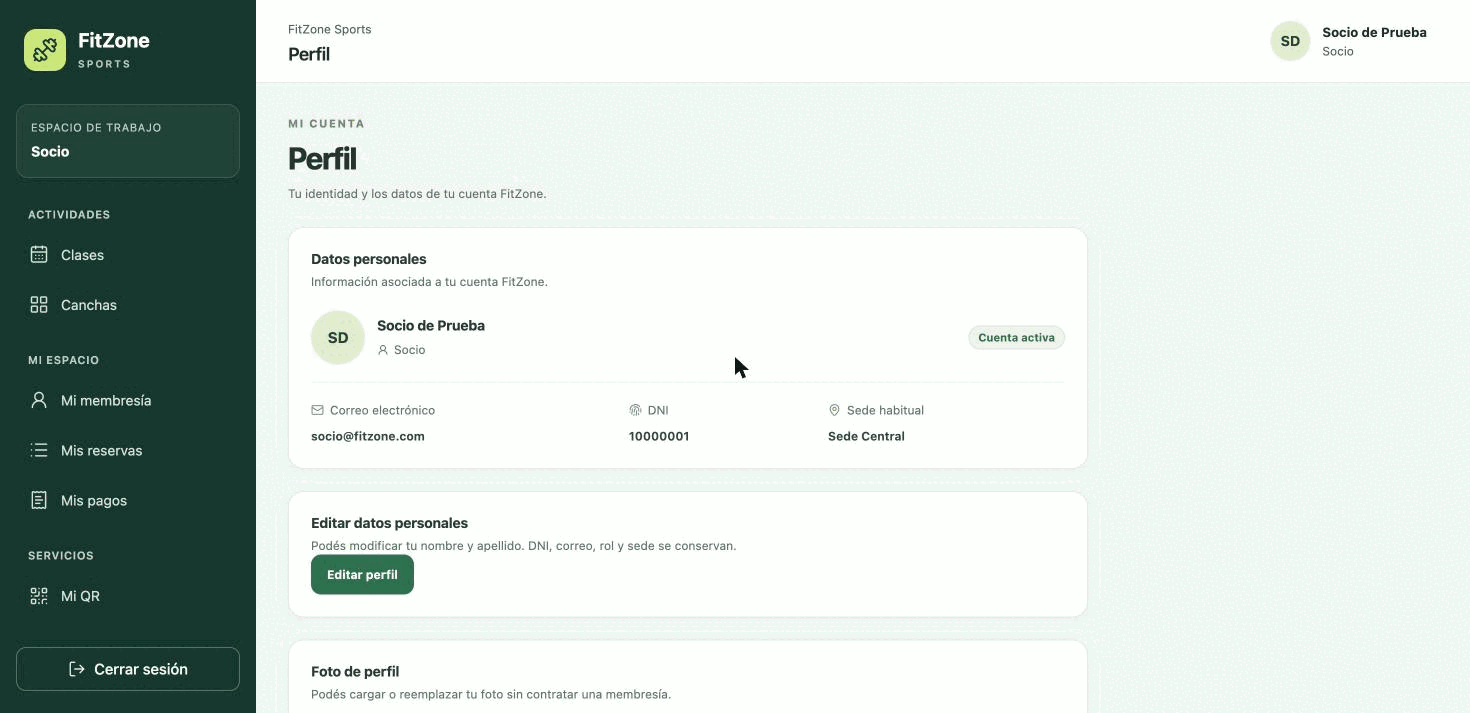 FitZone
SPORTS
ESPACIO DE TRABAJO
Socio
ACTIVIDADES
Clases
Canchas
MI ESPACIO
Mi membresía
Mis reservas
Mis pagos
SERVICIOS
Mi QR
Cerrar sesión
FitZone Sports
Perfil
SD
Socio de Prueba
Socio
MI CUENTA
Perfil
Tu identidad y los datos de tu cuenta FitZone.
Datos personales
Información asociada a tu cuenta FitZone.
SD
Socio de Prueba
Socio
Cuenta activa
Correo electrónico
socio@fitzone.com
DNI
10000001
Sede habitual
Sede Central
Editar datos personales
Podés modificar tu nombre y apellido. DNI, correo, rol y sede se conservan.
Editar perfil
Foto de perfil
Podés cargar o reemplazar tu foto sin contratar una membresía.